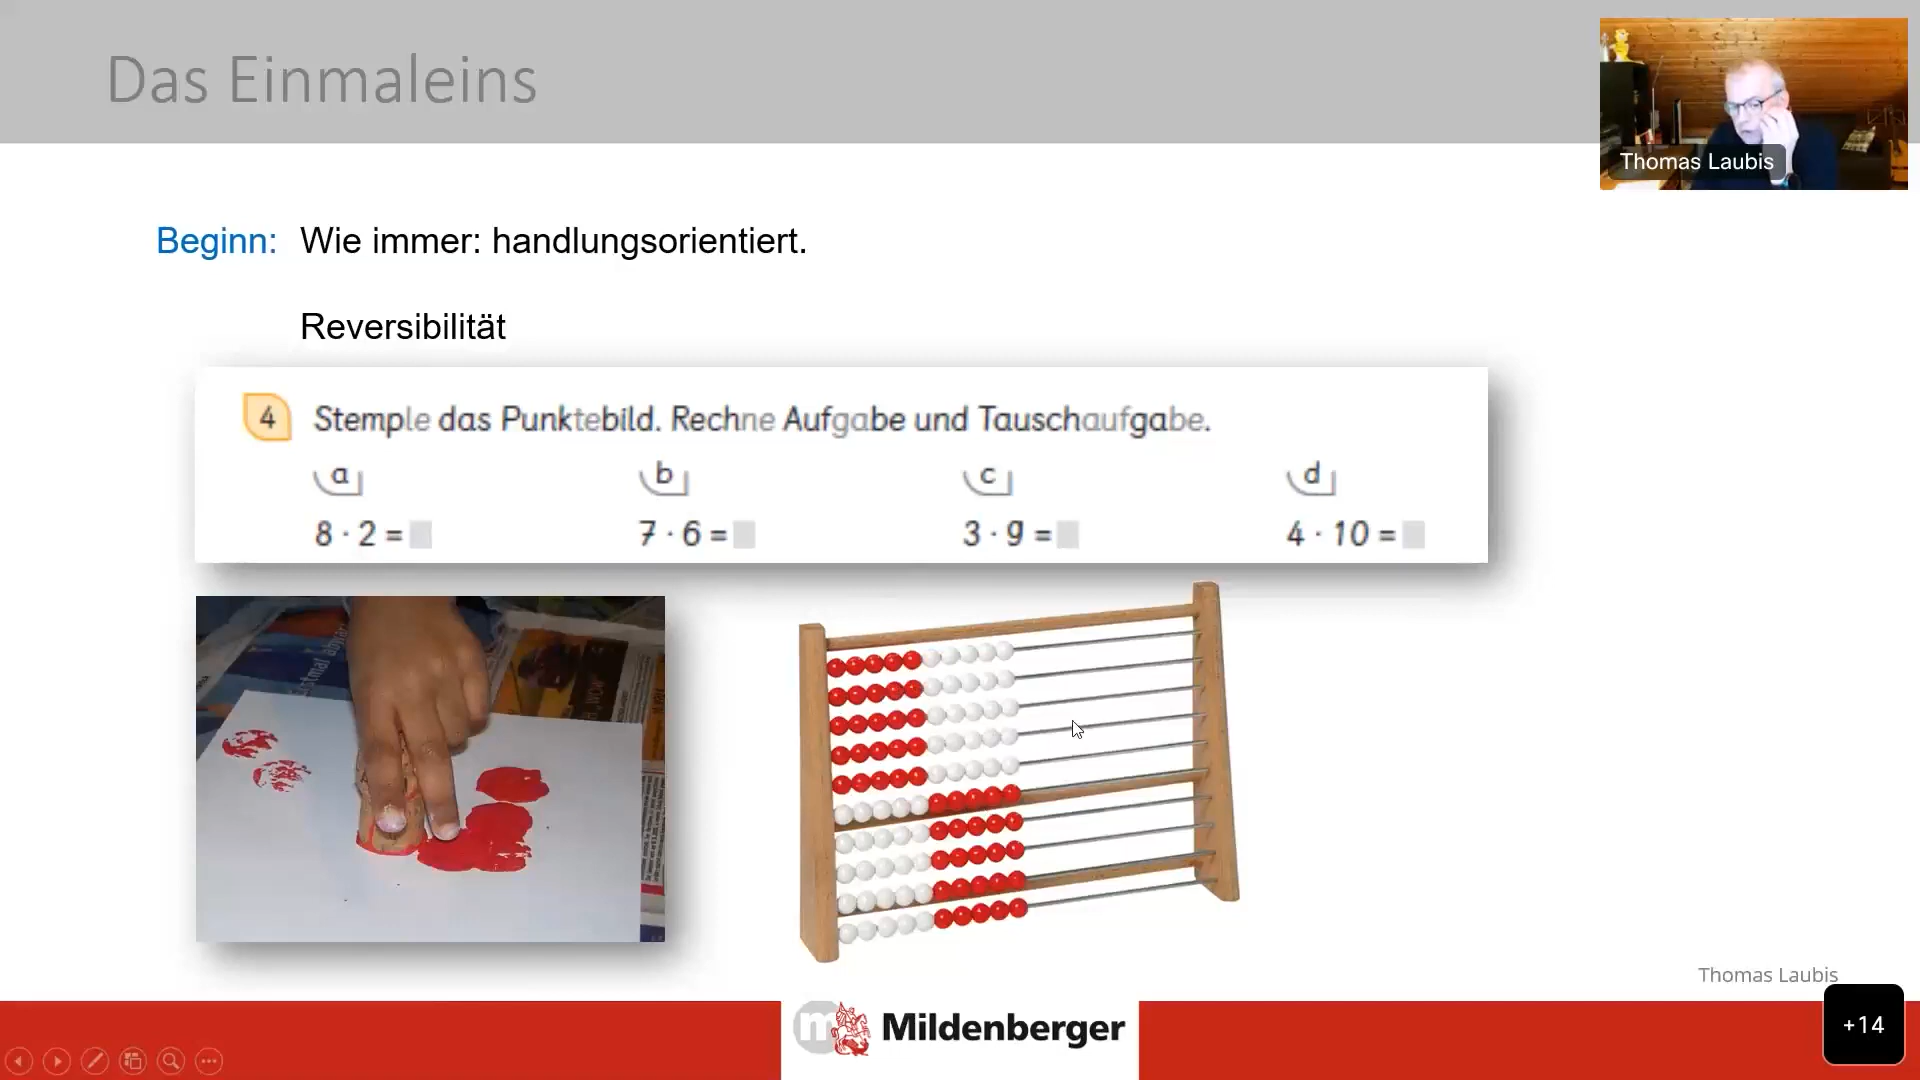 Das Einmaleins
Thomas Laubis
Beginn: Wie immer: handlungsorientiert.
Reversibilität
4 Stemple das Punktebild. Rechne Aufgabe und Tauschaufgabe.
a b c d
8 · 2 = 7 · 6 = 3 · 9 = 4 · 10 =
Thomas Laubis
m Mildenberger
+14